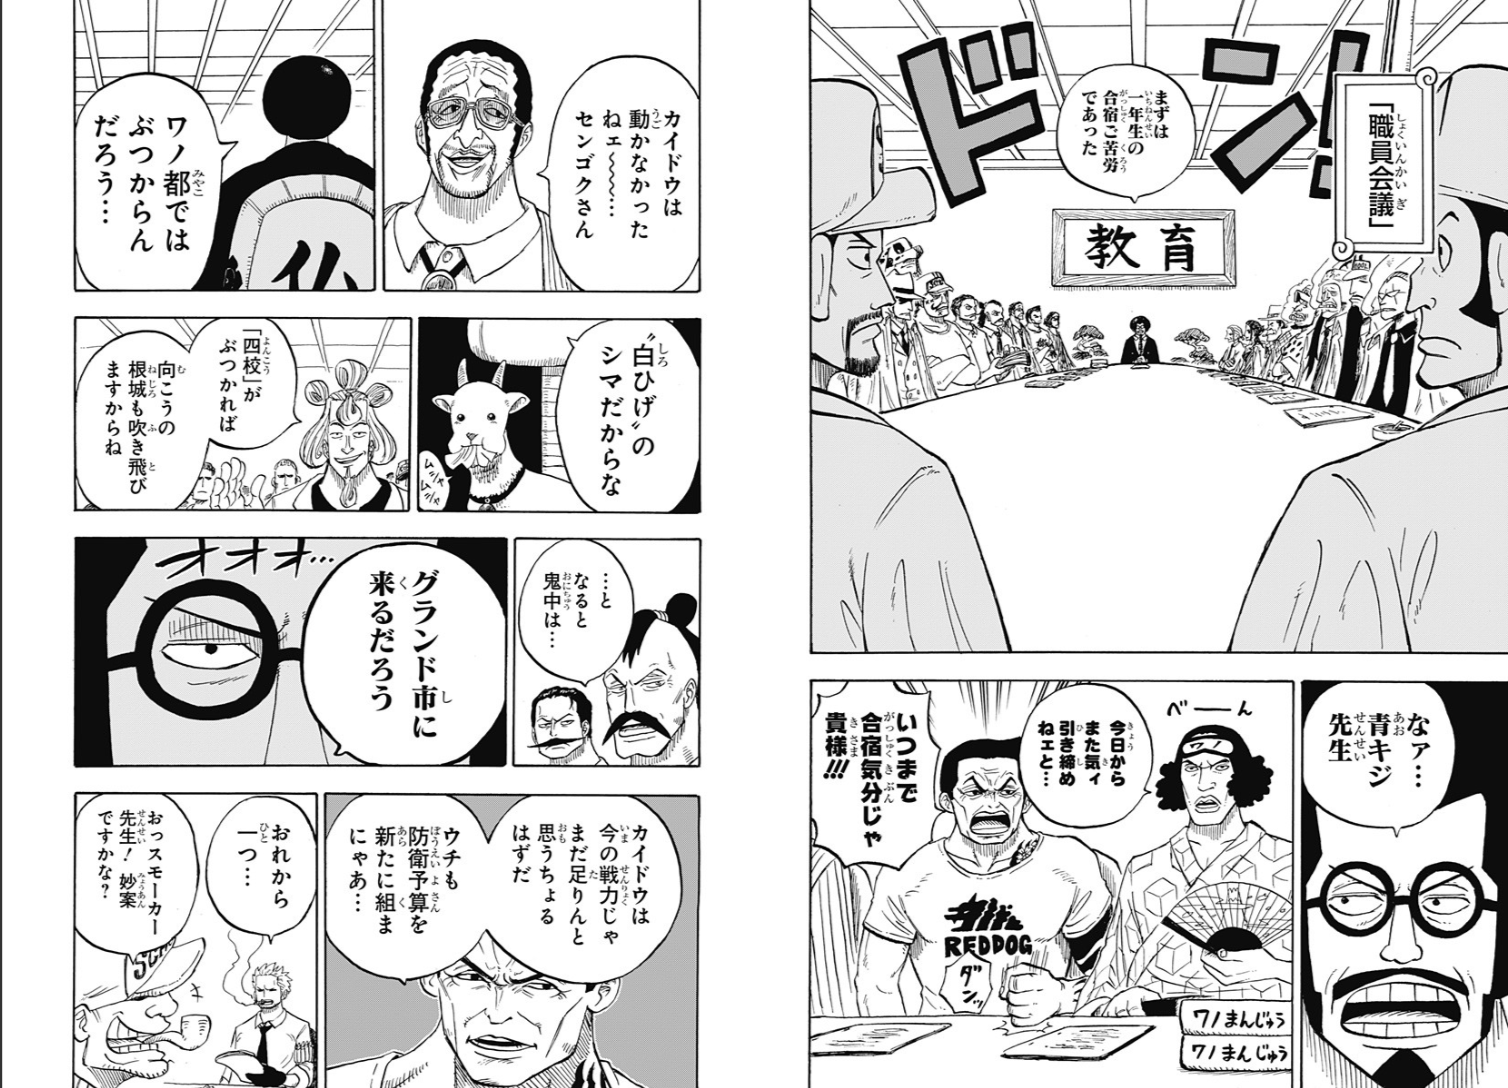 「職員会議」
ドーン!
まずは
一年生の
合宿ご苦労
であった
教育
なァ…
青キジ
先生
べーーん
ワノ
今日から
また気ィ
引き締め
ねェと…
いつまで
合宿気分じゃ
貴様!!!
RED DOG
ダンッ
ワノまんじゅう
ワノまんじゅう
カイドウは
動かなかった
ねェ〜〜〜……
センゴクさん
仏
ワノ都では
ぶつからん
だろう…
〝白ひげ〟の
シマだからな
ムシャ
ムシャ
「四校」が
ぶつかれば
向こうの
根城も吹き飛び
ますからね
…と
なると
鬼中は…
グランド市に
来るだろう
オオオ…
カイドウは
今の戦力じゃ
まだ足りんと
思うちょる
はずだ
ウチも
防衛予算を
新たに組ま
にゃあ…
おれから
一つ…
おっスモーカー
先生!妙案
ですかな?